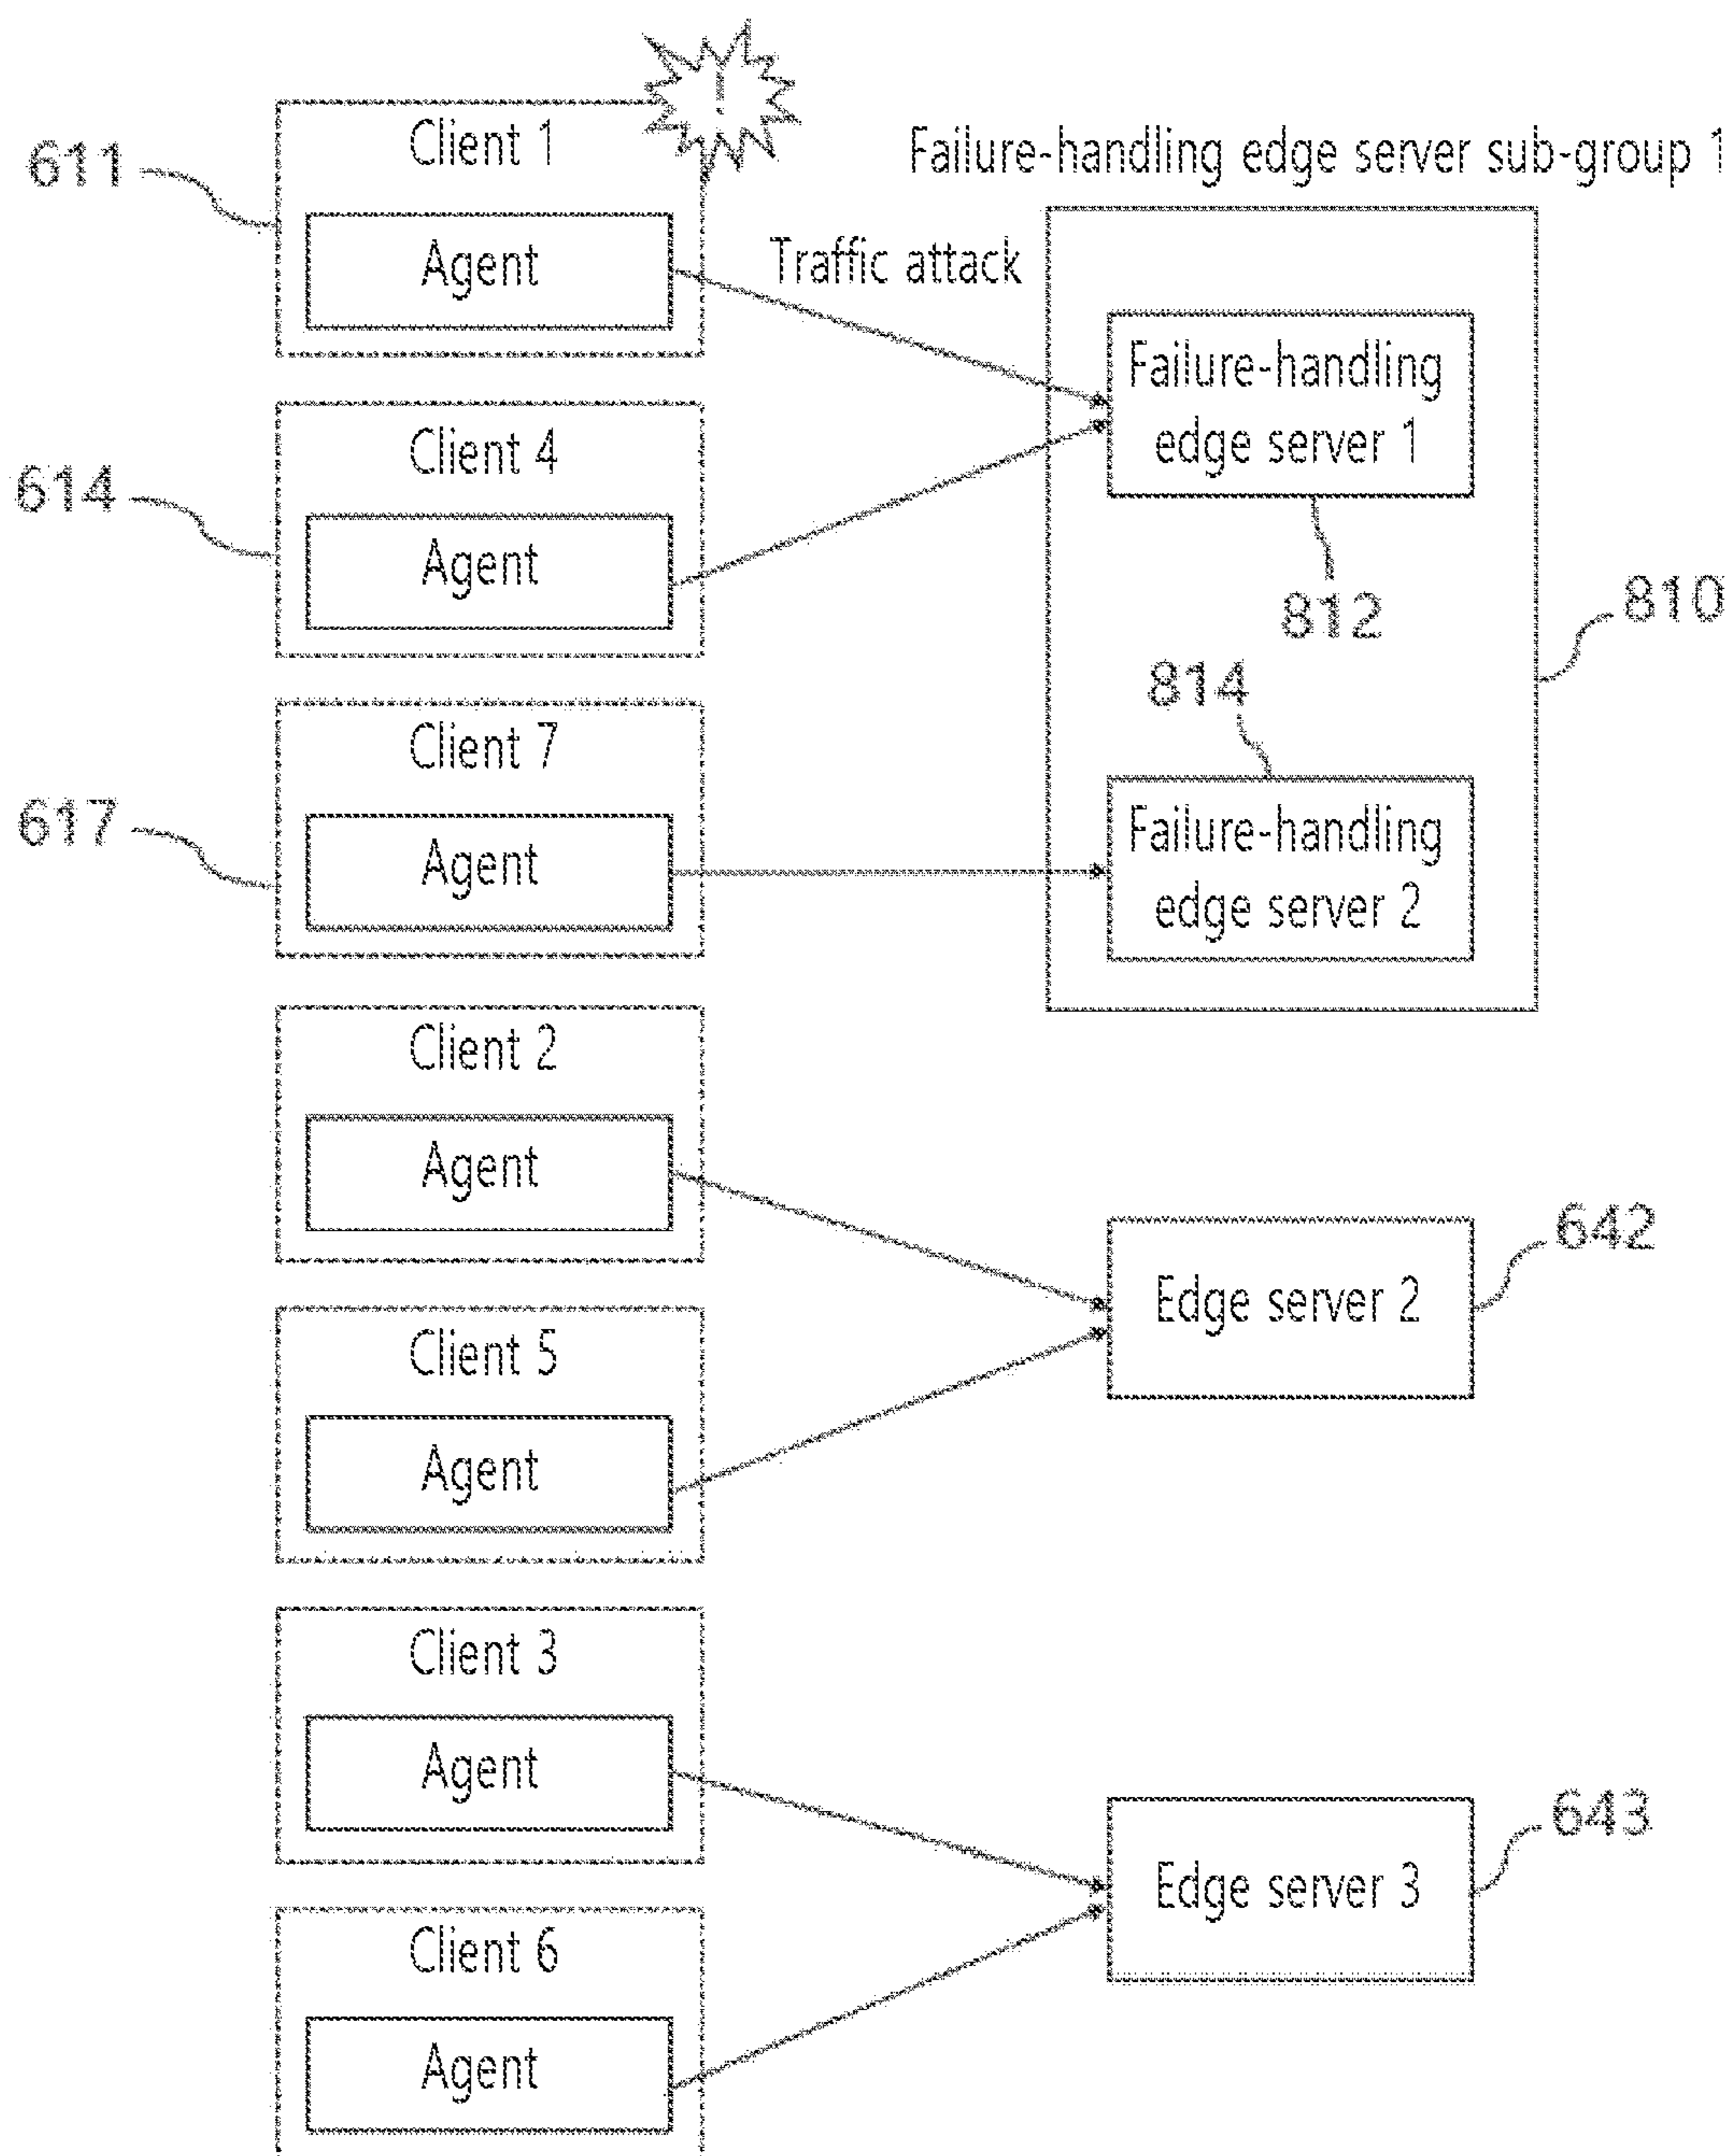 !
Client 1
611
Agent
Failure-handling edge server sub-group 1
Traffic attack
Failure-handling
edge server 1
812
810
Client 4
614
Agent
814
Client 7
617
Agent
Failure-handling
edge server 2
Client 2
Agent
Edge server 2
642
Client 5
Agent
Client 3
Agent
Edge server 3
643
Client 6
Agent